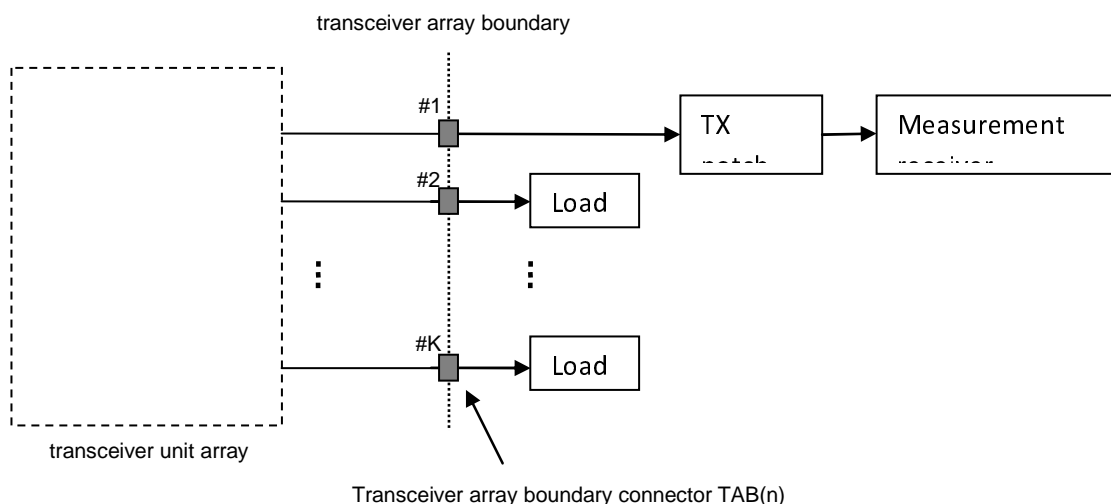 transceiver array boundary
#1
TX
Measurement
#2
Load
#K
Load
transceiver unit array
Transceiver array boundary connector TAB(n)